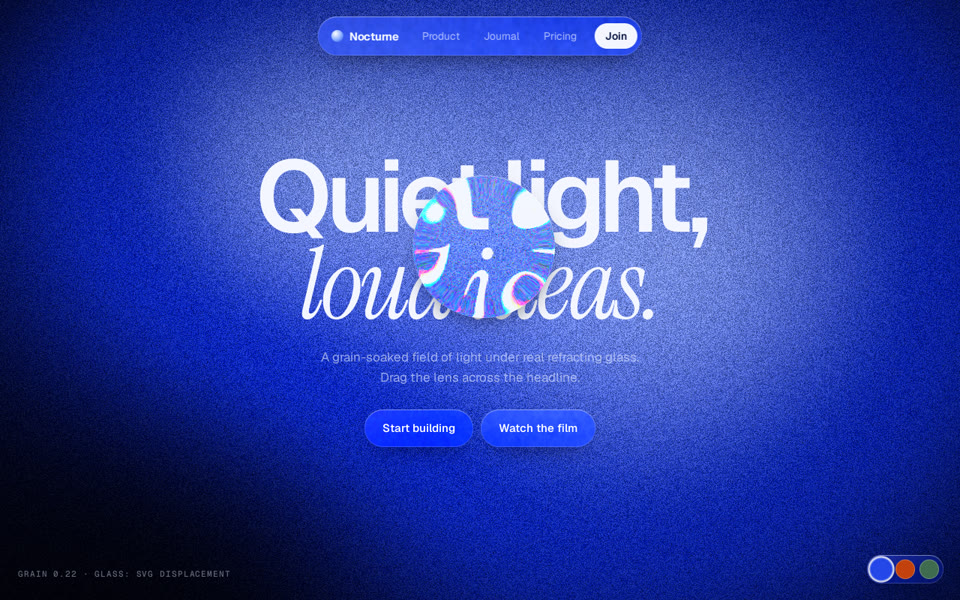 Nocturne Product Journal Pricing Join
Quiet light,
loud ideas.
A grain-soaked field of light under real refracting glass.
Drag the lens across the headline.
Start building Watch the film
GRAIN 0.22 · GLASS: SVG DISPLACEMENT